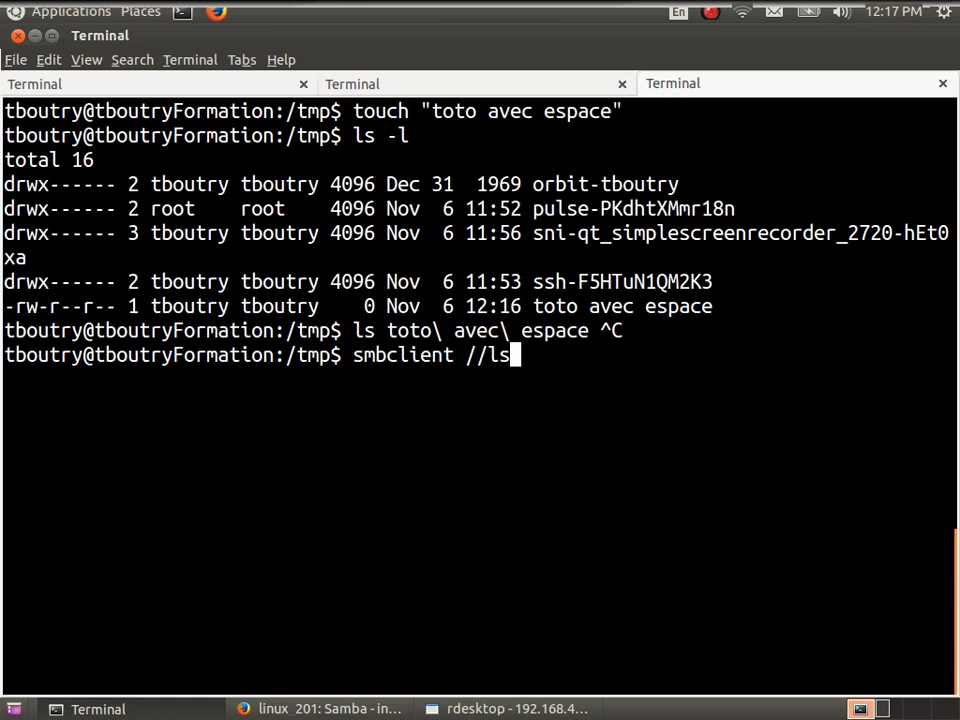 Applications Places En 12:17 PM
Terminal
File Edit View Search Terminal Tabs Help
Terminal × Terminal × Terminal ×
tboutry@tboutryFormation:/tmp$ touch "toto avec espace"
tboutry@tboutryFormation:/tmp$ ls -l
total 16
drwx------ 2 tboutry tboutry 4096 Dec 31  1969 orbit-tboutry
drwx------ 2 root    root    4096 Nov  6 11:52 pulse-PKdhtXMmr18n
drwx------ 3 tboutry tboutry 4096 Nov  6 11:56 sni-qt_simplescreenrecorder_2720-hEt0
xa
drwx------ 2 tboutry tboutry 4096 Nov  6 11:53 ssh-F5HTuN1QM2K3
-rw-r--r-- 1 tboutry tboutry    0 Nov  6 12:16 toto avec espace
tboutry@tboutryFormation:/tmp$ ls toto\ avec\ espace ^C
tboutry@tboutryFormation:/tmp$ smbclient //ls
Terminal linux_201: Samba - in... rdesktop - 192.168.4...